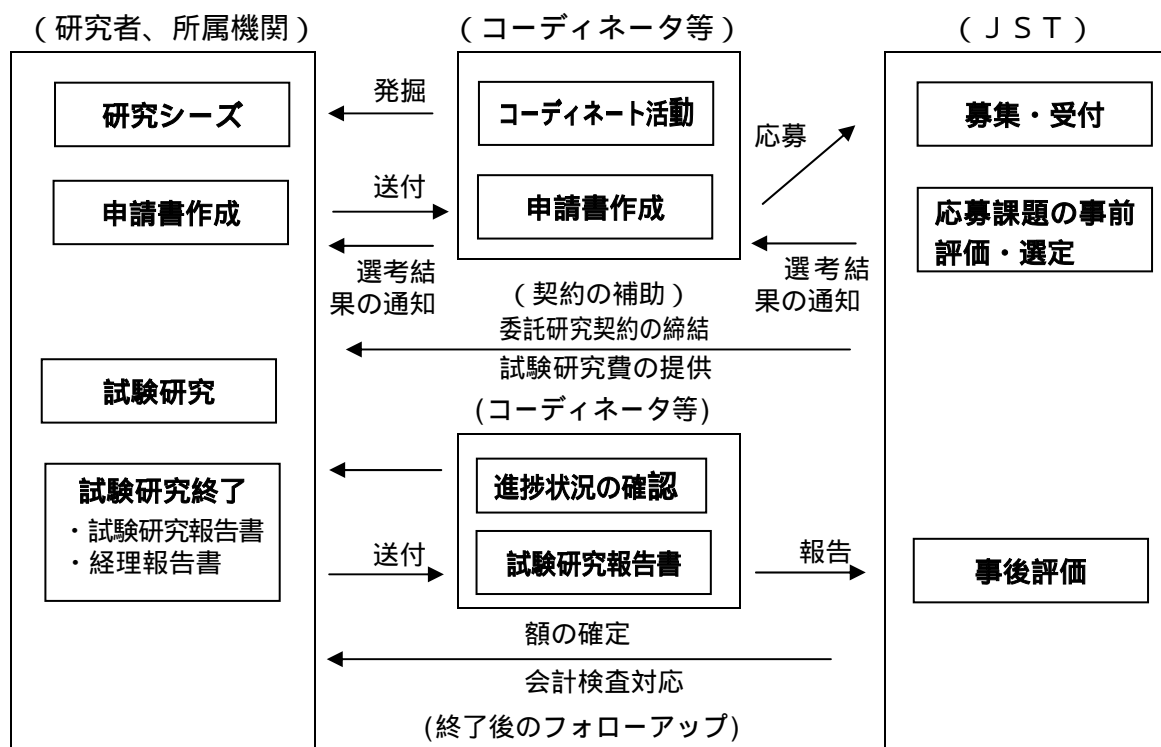 (研究者、所属機関)
(コーディネータ等)
(JST)
研究シーズ
発掘
コーディネート活動
応募
募集・受付
申請書作成
送付
申請書作成
応募課題の事前
評価・選定
選考結
果の通知
選考結
果の通知
(契約の補助)
委託研究契約の締結
試験研究費の提供
試験研究
(コーディネータ等)
進捗状況の確認
試験研究終了
・試験研究報告書
・経理報告書
送付
試験研究報告書
報告
事後評価
額の確定
会計検査対応
(終了後のフォローアップ)